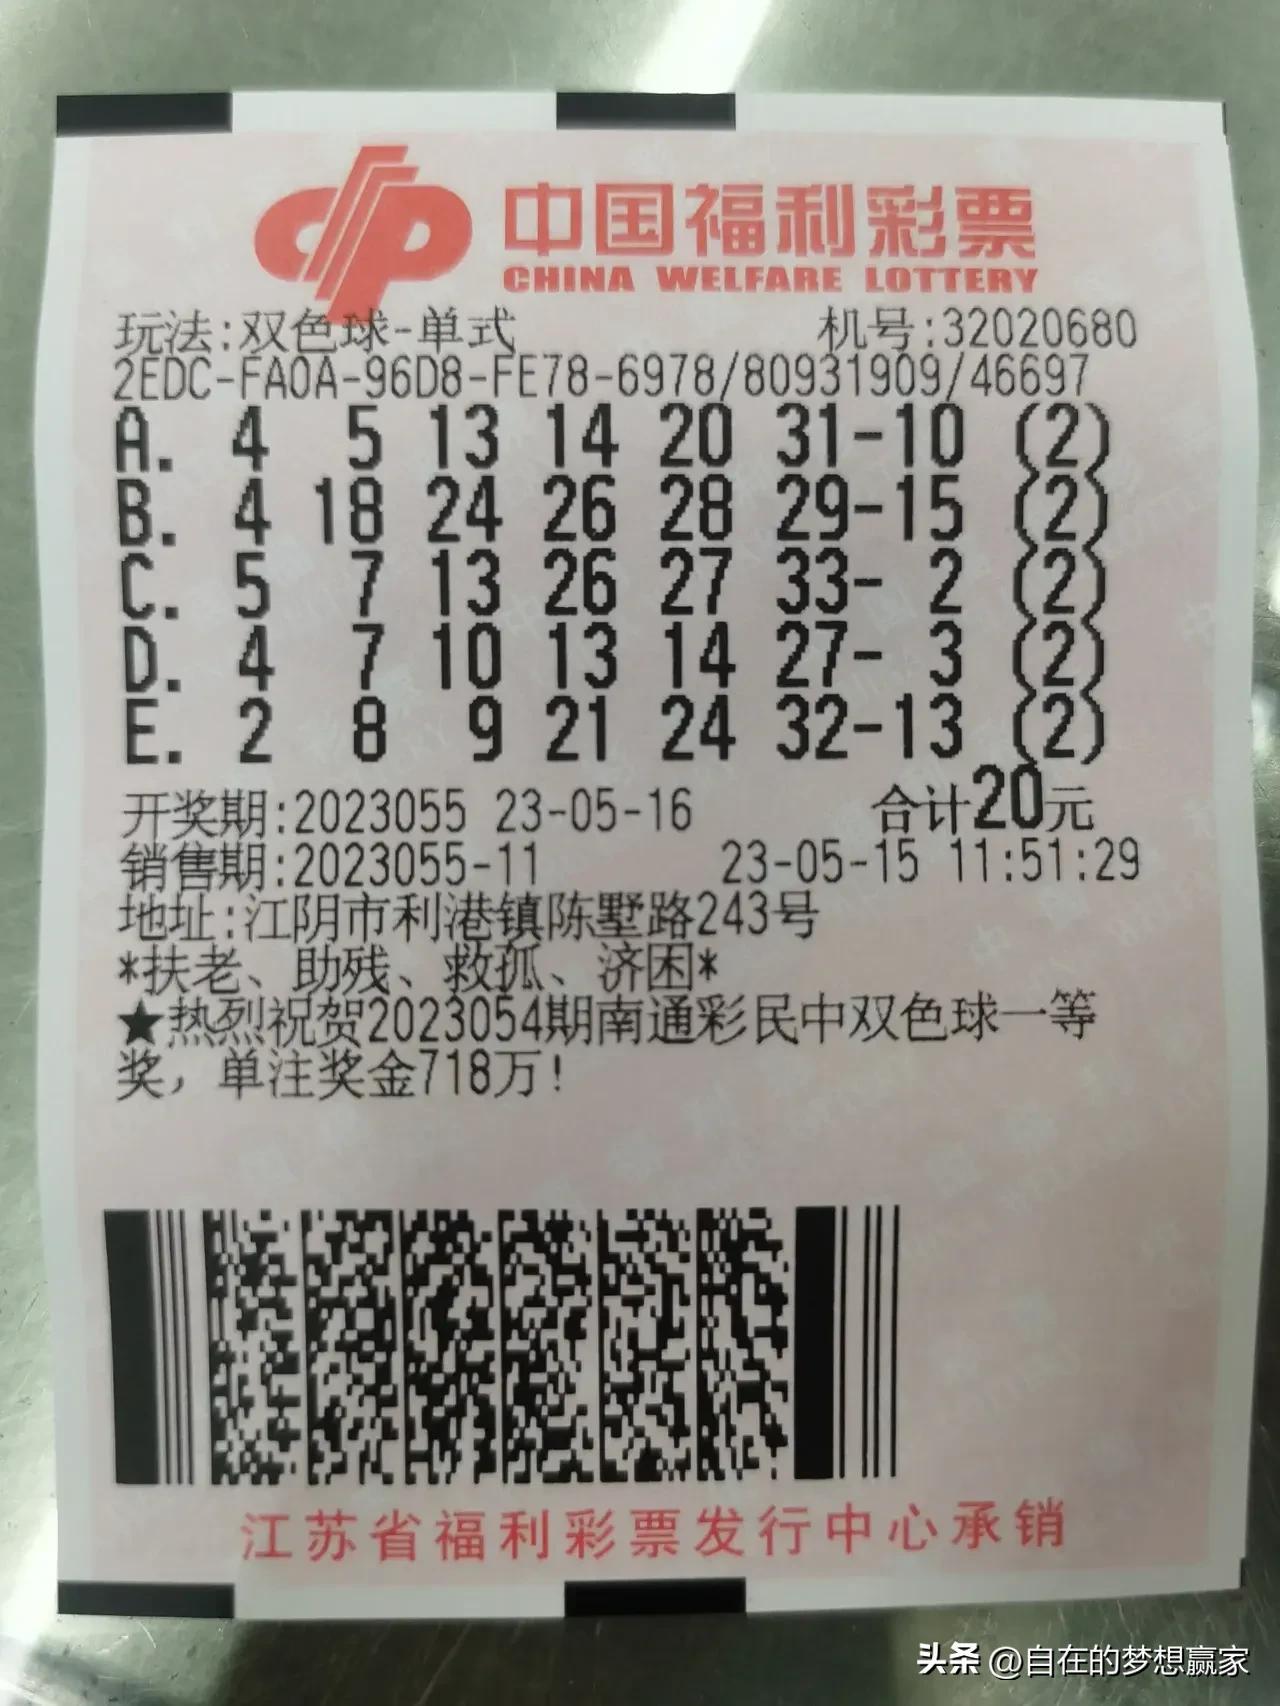 中国福利彩票
CHINA WELFARE LOTTERY
玩法:双色球-单式 机号:32020680
2EDC-FA0A-96D8-FE78-6978/80931909/46697
A. 4 5 13 14 20 31-10 (2)
B. 4 18 24 26 28 29-15 (2)
C. 5 7 13 26 27 33- 2 (2)
D. 4 7 10 13 14 27- 3 (2)
E. 2 8 9 21 24 32-13 (2)
开奖期:2023055 23-05-16 合计20元
销售期:2023055-11 23-05-15 11:51:29
地址:江阴市利港镇陈墅路243号
*扶老、助残、救孤、济困*
★热烈祝贺2023054期南通彩民中双色球一等
奖，单注奖金718万!
江苏省福利彩票发行中心承销
头条 @自在的梦想赢家